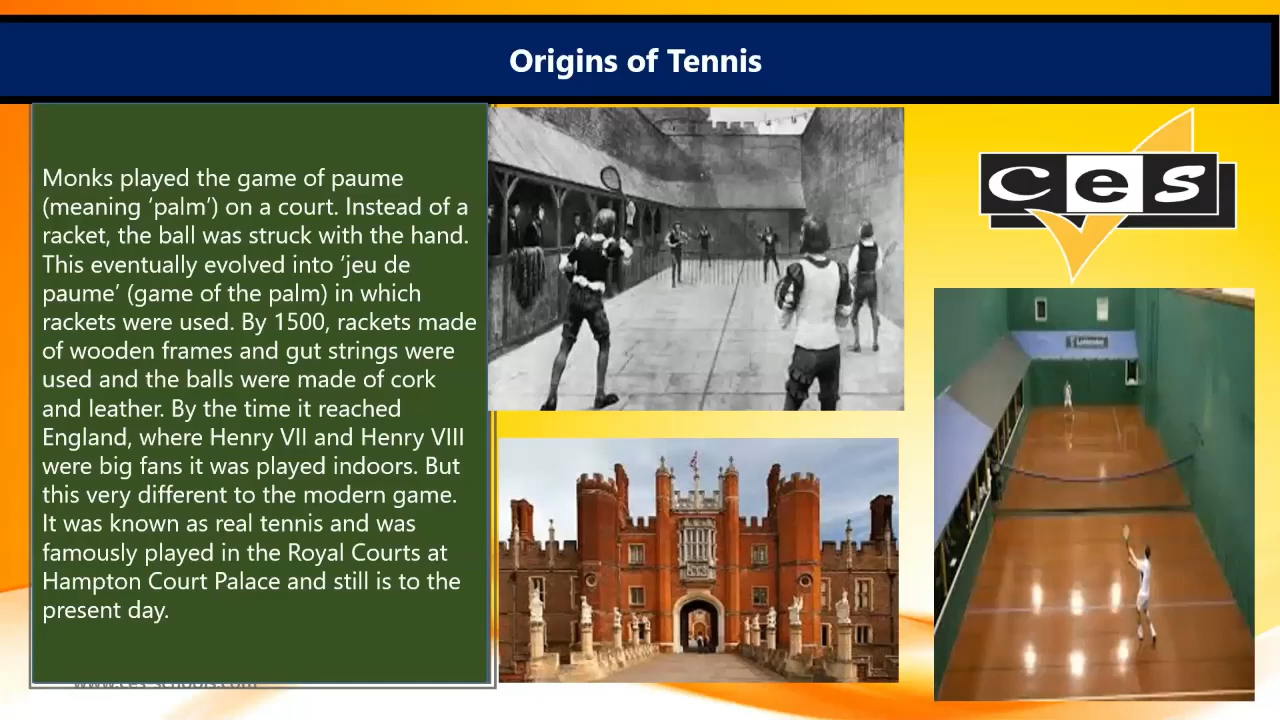 Origins of Tennis
Monks played the game of paume
(meaning ‘palm’) on a court. Instead of a
racket, the ball was struck with the hand.
This eventually evolved into ‘jeu de
paume’ (game of the palm) in which
rackets were used. By 1500, rackets made
of wooden frames and gut strings were
used and the balls were made of cork
and leather. By the time it reached
England, where Henry VII and Henry VIII
were big fans it was played indoors. But
this very different to the modern game.
It was known as real tennis and was
famously played in the Royal Courts at
Hampton Court Palace and still is to the
present day.
ces